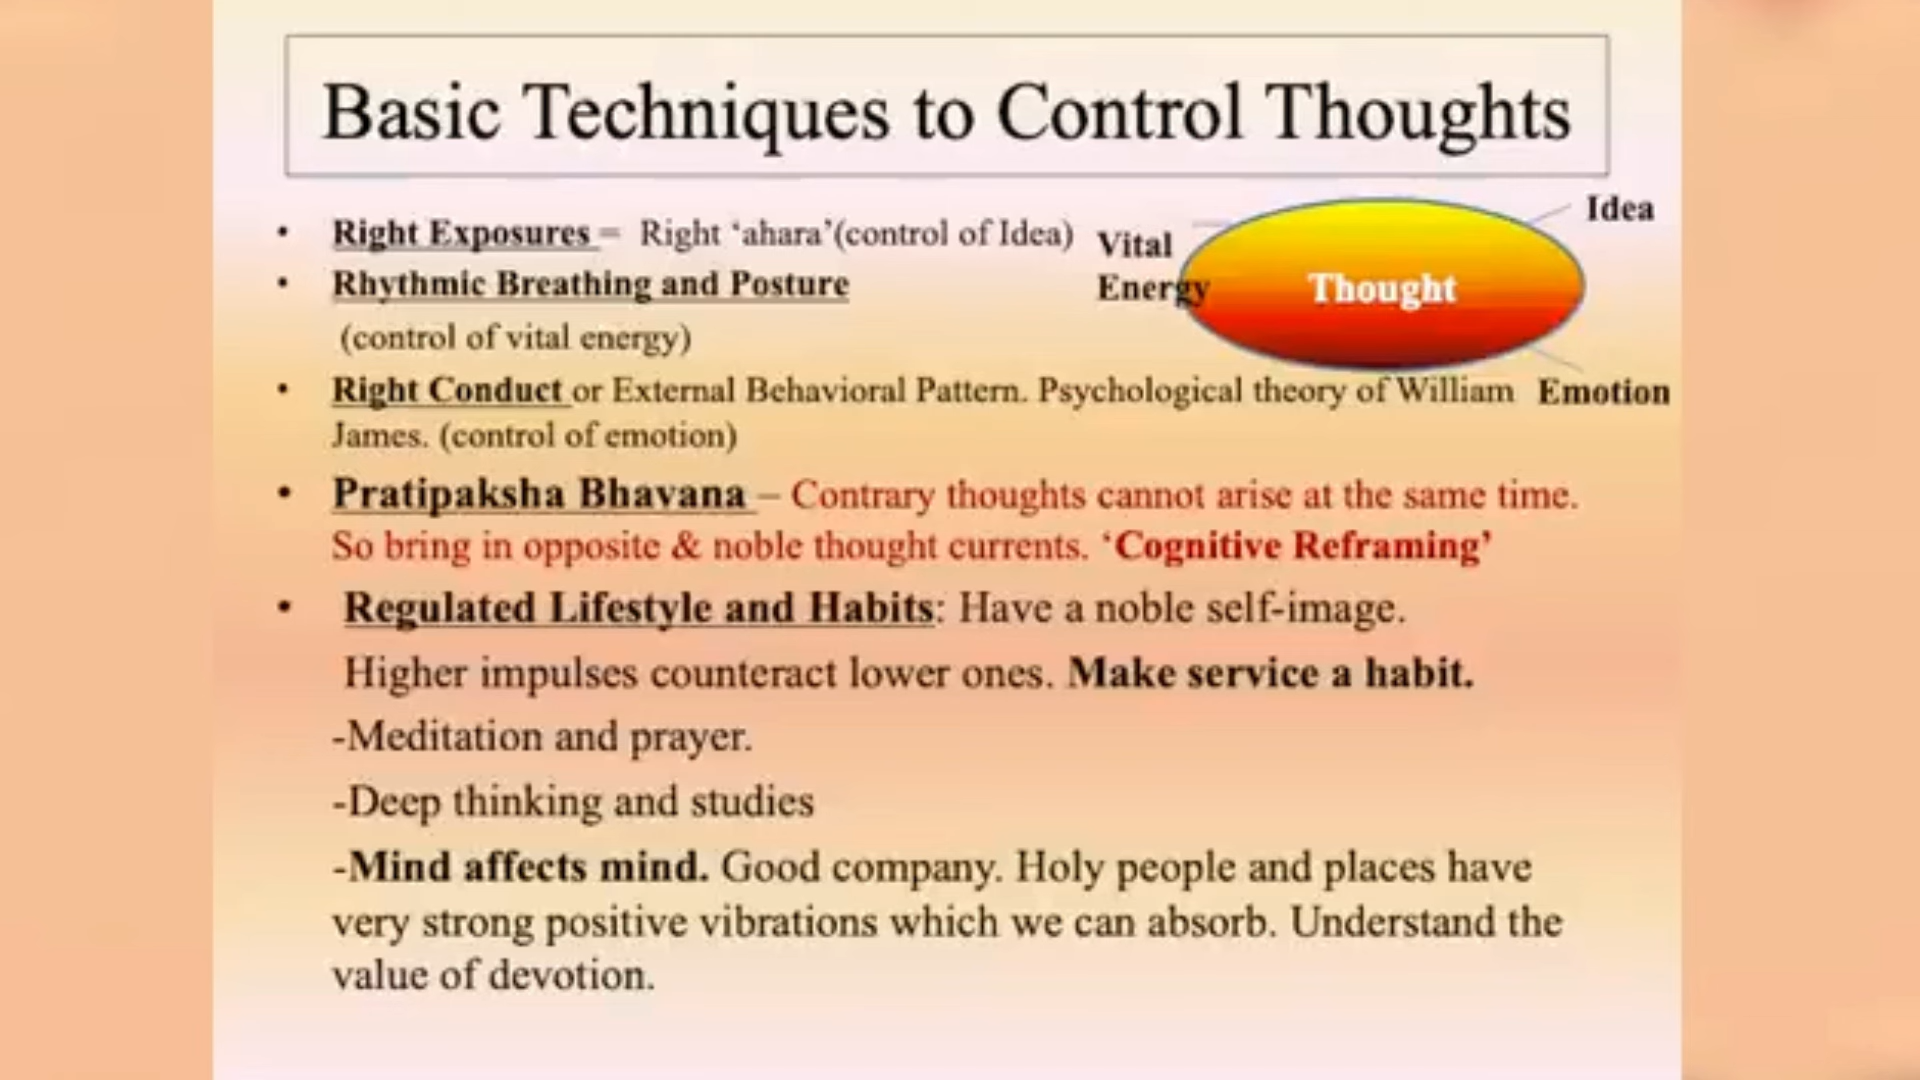 Basic Techniques to Control Thoughts
• Right Exposures – Right ‘ahara’(control of Idea)
• Rhythmic Breathing and Posture
(control of vital energy)
• Right Conduct or External Behavioral Pattern. Psychological theory of William
James. (control of emotion)
• Pratipaksha Bhavana – Contrary thoughts cannot arise at the same time.
So bring in opposite & noble thought currents. ‘Cognitive Reframing’
• Regulated Lifestyle and Habits: Have a noble self-image.
Higher impulses counteract lower ones. Make service a habit.
-Meditation and prayer.
-Deep thinking and studies
-Mind affects mind. Good company. Holy people and places have
very strong positive vibrations which we can absorb. Understand the
value of devotion.
Idea
Vital
Energy
Thought
Emotion